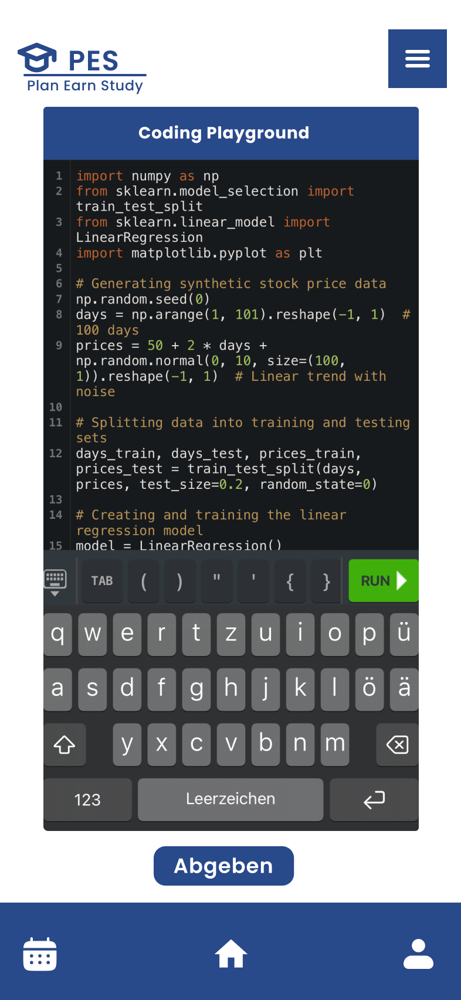 PES
Plan Earn Study
Coding Playground
1 import numpy as np
2 from sklearn.model_selection import
train_test_split
3 from sklearn.linear_model import
LinearRegression
4 import matplotlib.pyplot as plt
5
6 # Generating synthetic stock price data
7 np.random.seed(0)
8 days = np.arange(1, 101).reshape(-1, 1)  #
100 days
9 prices = 50 + 2 * days +
np.random.normal(0, 10, size=(100,
1)).reshape(-1, 1)  # Linear trend with
noise
10
11 # Splitting data into training and testing
sets
12 days_train, days_test, prices_train,
prices_test = train_test_split(days,
prices, test_size=0.2, random_state=0)
13
14 # Creating and training the linear
regression model
15 model = LinearRegression()
TAB ( ) " ' { } RUN
q w e r t z u i o p ü
a s d f g h j k l ö ä
y x c v b n m
123 Leerzeichen
Abgeben